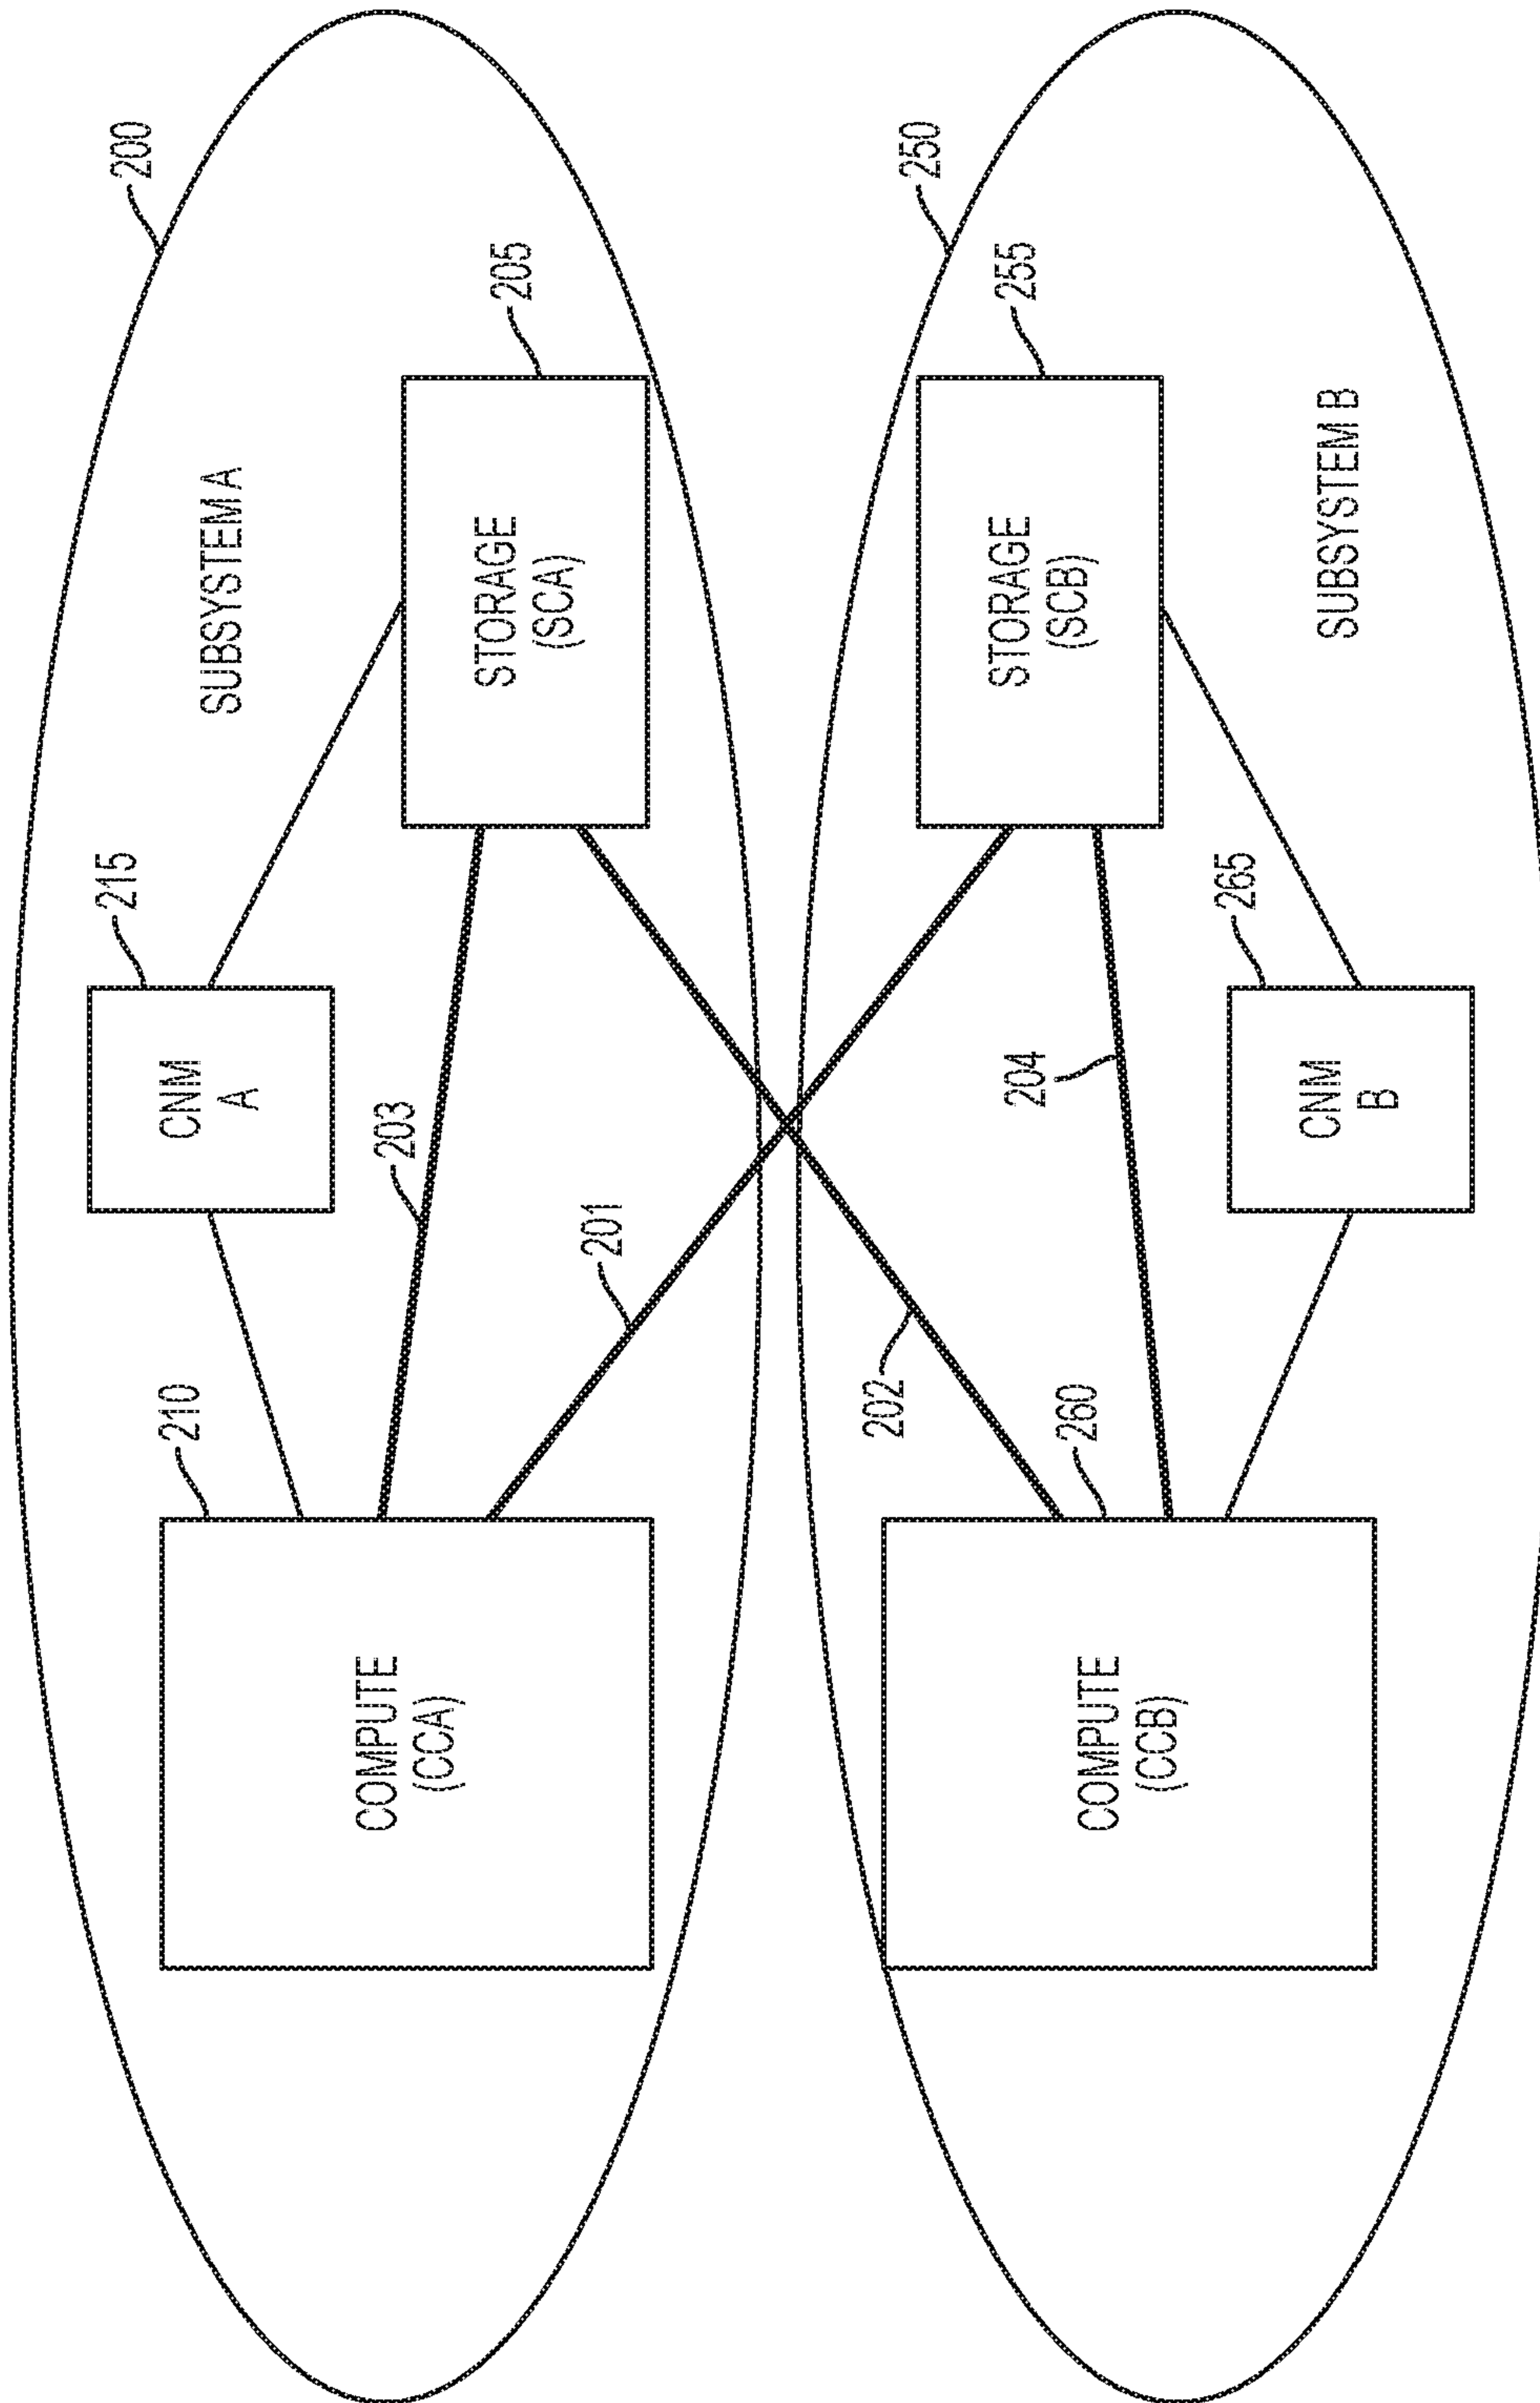 200
SUBSYSTEM A
205
STORAGE
(SCA)
215
CNM
A
203
201
210
COMPUTE
(CCA)
250
255
STORAGE
(SCB)
SUBSYSTEM B
265
CNM
B
204
202
260
COMPUTE
(CCB)